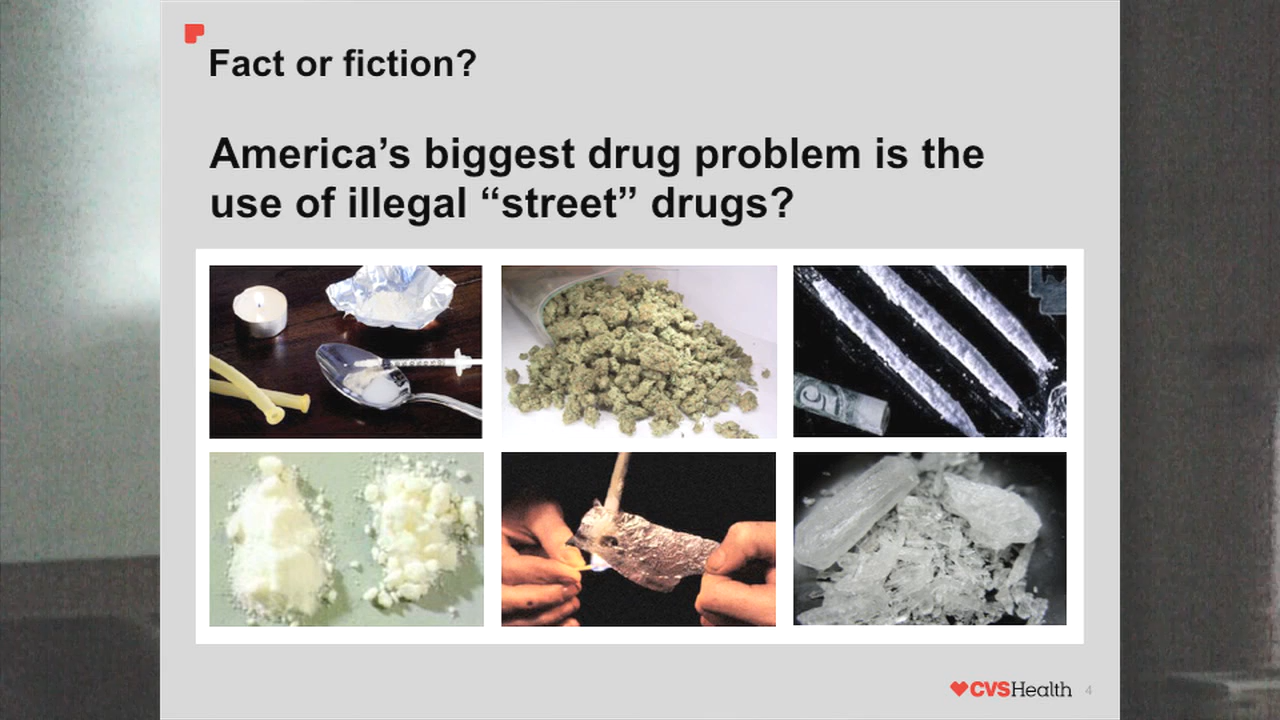 Fact or fiction?
America’s biggest drug problem is the
use of illegal “street” drugs?
CVSHealth
4